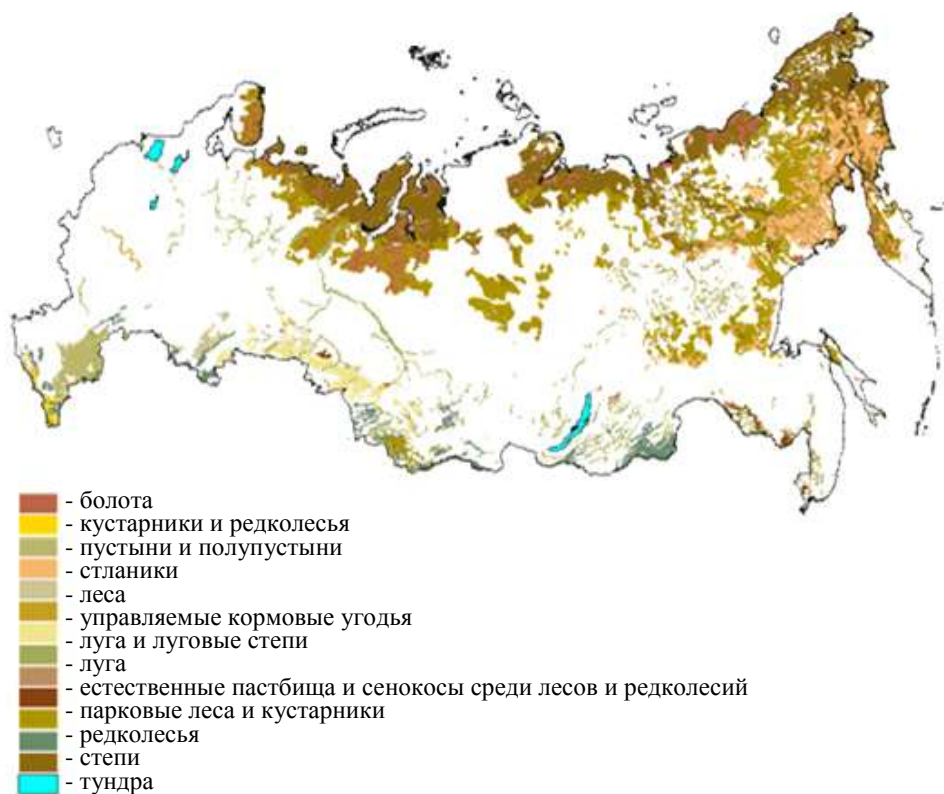 - болота
- кустарники и редколесья
- пустыни и полупустыни
- стланики
- леса
- управляемые кормовые угодья
- луга и луговые степи
- луга
- естественные пастбища и сенокосы среди лесов и редколесий
- парковые леса и кустарники
- редколесья
- степи
- тундра